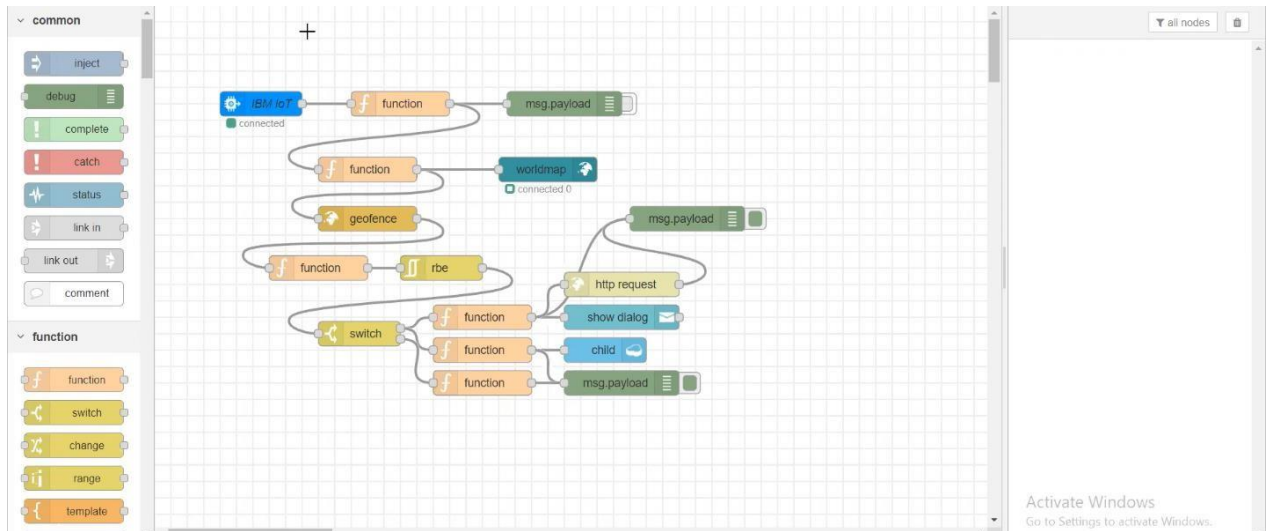 common
inject
debug
complete
catch
status
link in
link out
comment
function
function
switch
change
range
template
IBM IoT
connected
function
msg.payload
function
worldmap
connected 0
geofence
msg.payload
function
rbe
http request
switch
function
show dialog
function
child
function
msg.payload
all nodes
Activate Windows
Go to Settings to activate Windows.